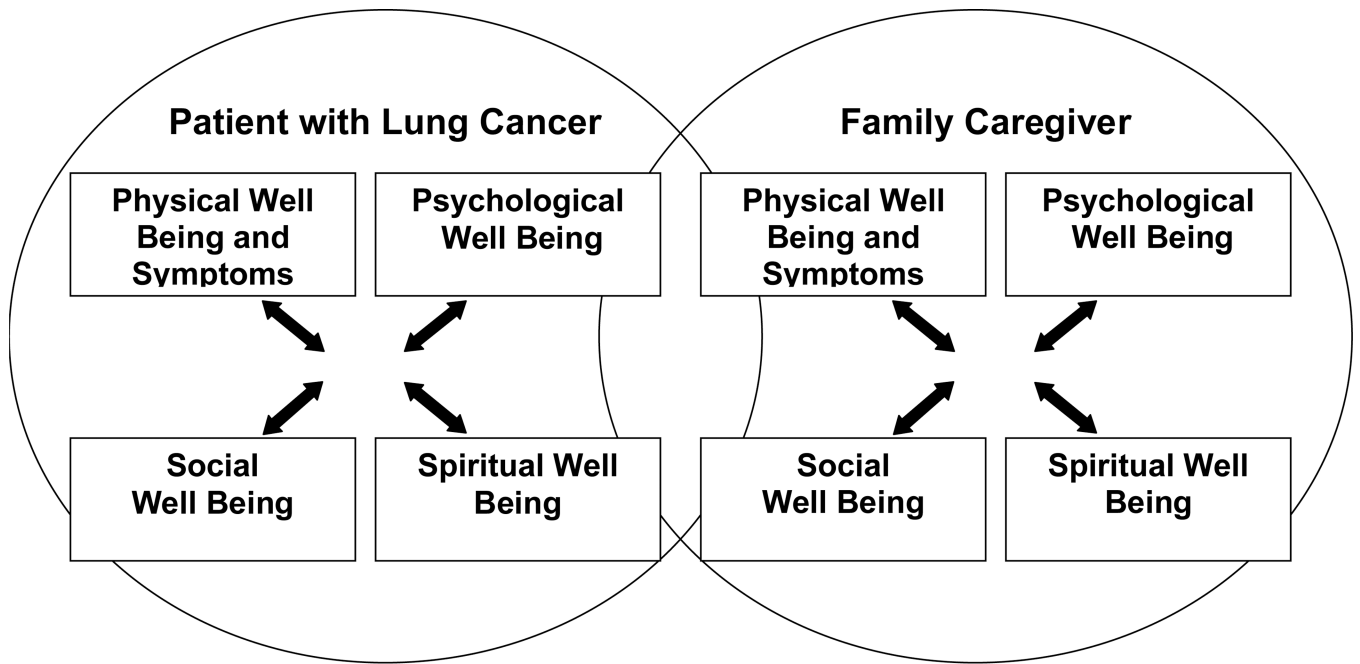 Patient with Lung Cancer
Physical Well
Being and
Symptoms
Psychological
Well Being
Social
Well Being
Spiritual Well
Being
Family Caregiver
Physical Well
Being and
Symptoms
Psychological
Well Being
Social
Well Being
Spiritual Well
Being